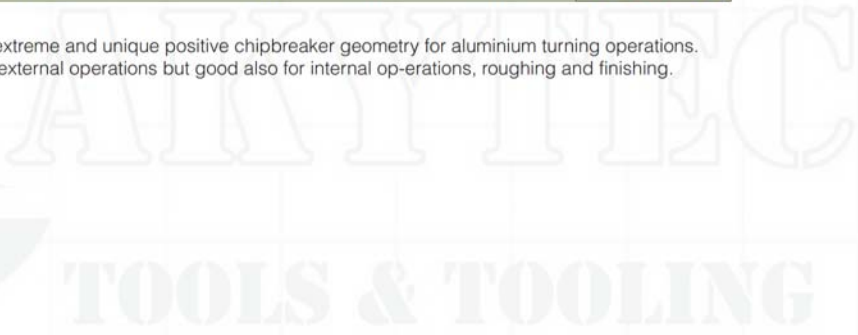 extreme and unique positive chipbreaker geometry for aluminium turning operations.
external operations but good also for internal op-erations, roughing and finishing.
AKYTEC
TOOLS & TOOLING